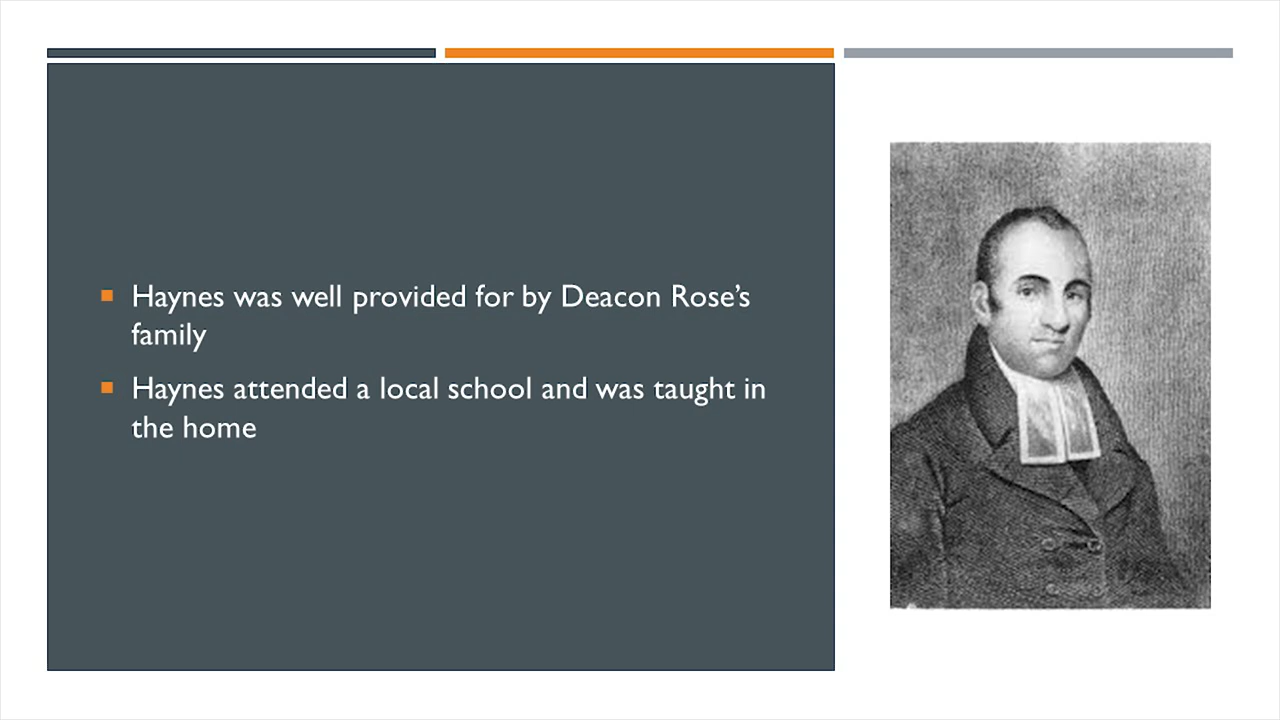 Haynes was well provided for by Deacon Rose’s
family
Haynes attended a local school and was taught in
the home